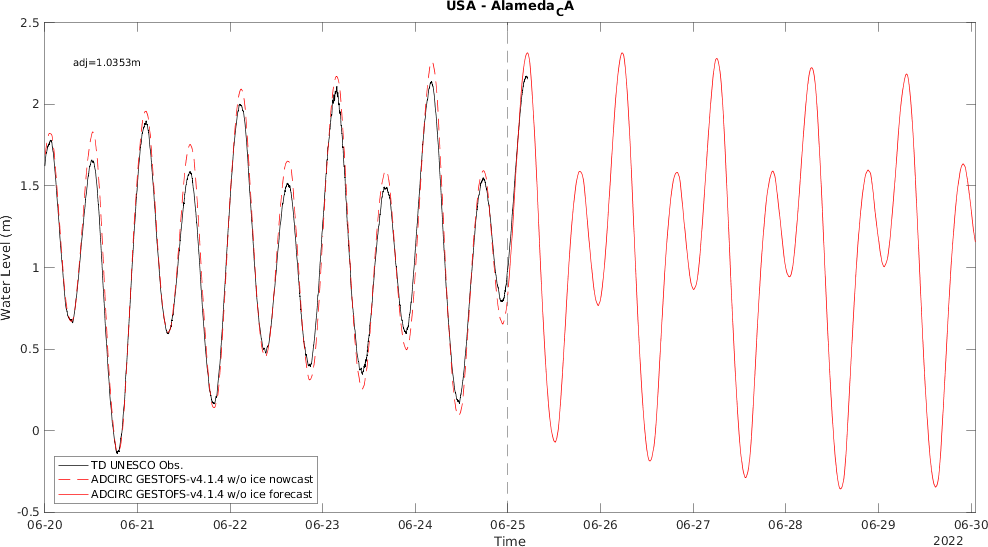 USA - Alameda_CA
2.5
adj=1.0353m
2
1.5
1
0.5
0
-0.5
Water Level (m)
TD UNESCO Obs.
ADCIRC GESTOFS-v4.1.4 w/o ice nowcast
ADCIRC GESTOFS-v4.1.4 w/o ice forecast
06-20 06-21 06-22 06-23 06-24 06-25 06-26 06-27 06-28 06-29 06-30
Time
2022